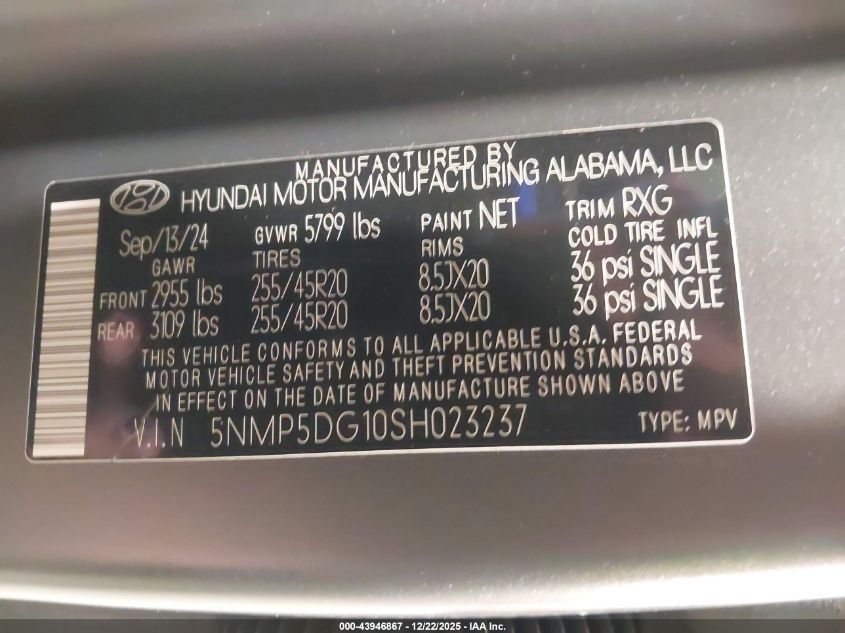 MANUFACTURED BY
HYUNDAI MOTOR MANUFACTURING ALABAMA, LLC
Sep/13/24 GVWR 5799 lbs PAINT NET TRIM RXG
GAWR TIRES RIMS COLD TIRE INFL
FRONT 2955 lbs 255/45R20 8.5JX20 36 psi SINGLE
REAR 3109 lbs 255/45R20 8.5JX20 36 psi SINGLE
THIS VEHICLE CONFORMS TO ALL APPLICABLE U.S.A. FEDERAL
MOTOR VEHICLE SAFETY AND THEFT PREVENTION STANDARDS
IN EFFECT ON THE DATE OF MANUFACTURE SHOWN ABOVE
V.I.N 5NMP5DG10SH023237 TYPE: MPV
000-43946867 - 12/22/2025 - IAA Inc.